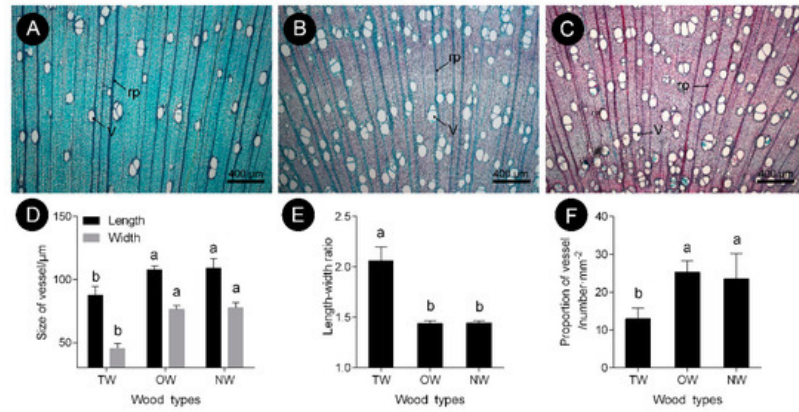 A
rp
V
400 μm
B
rp
V
400 μm
C
rp
V
400 μm
D
Size of vessel/μm
150
100
50
Length
Width
b
b
a
a
a
a
TW
OW
NW
Wood types
E
Length-width ratio
2.5
2.0
1.5
1.0
a
b
b
TW
OW
NW
Wood types
F
Proportion of vessel
/number·mm-2
40
30
20
10
0
b
a
a
TW
OW
NW
Wood types